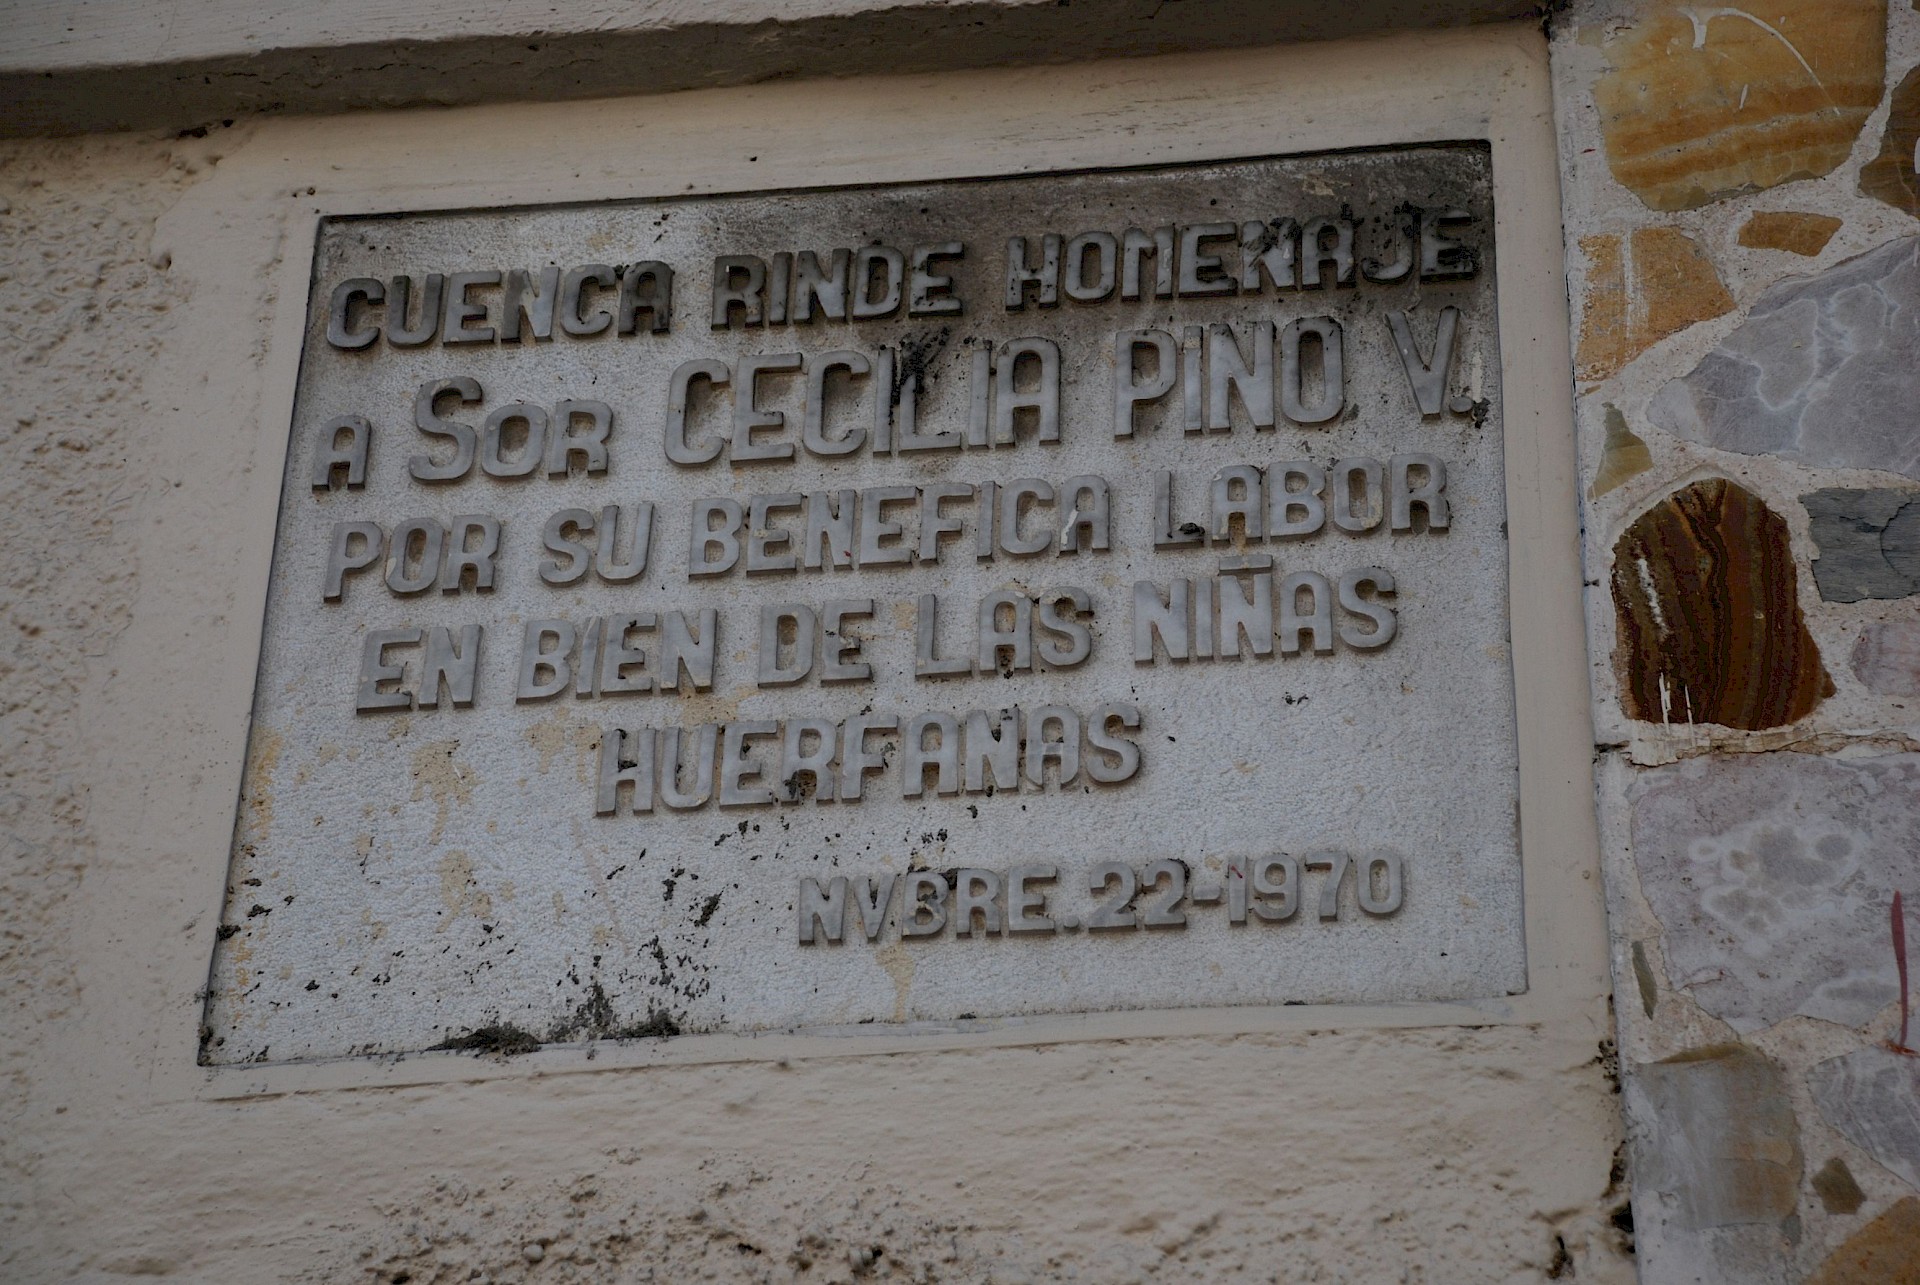 CUENCA RINDE HOMENAJE
A SOR CECILIA PINO V.
POR SU BENEFICA LABOR
EN BIEN DE LAS NIÑAS
HUERFANAS
NVBRE. 22-1970